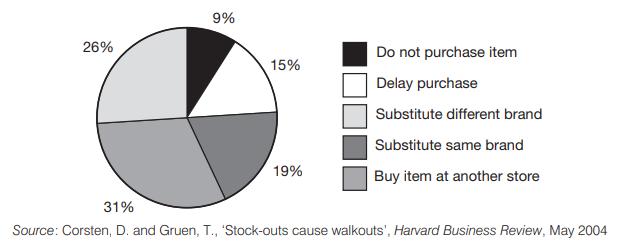 9%
26%
15%
19%
31%
Do not purchase item
Delay purchase
Substitute different brand
Substitute same brand
Buy item at another store
Source: Corsten, D. and Gruen, T., ‘Stock-outs cause walkouts’, Harvard Business Review, May 2004